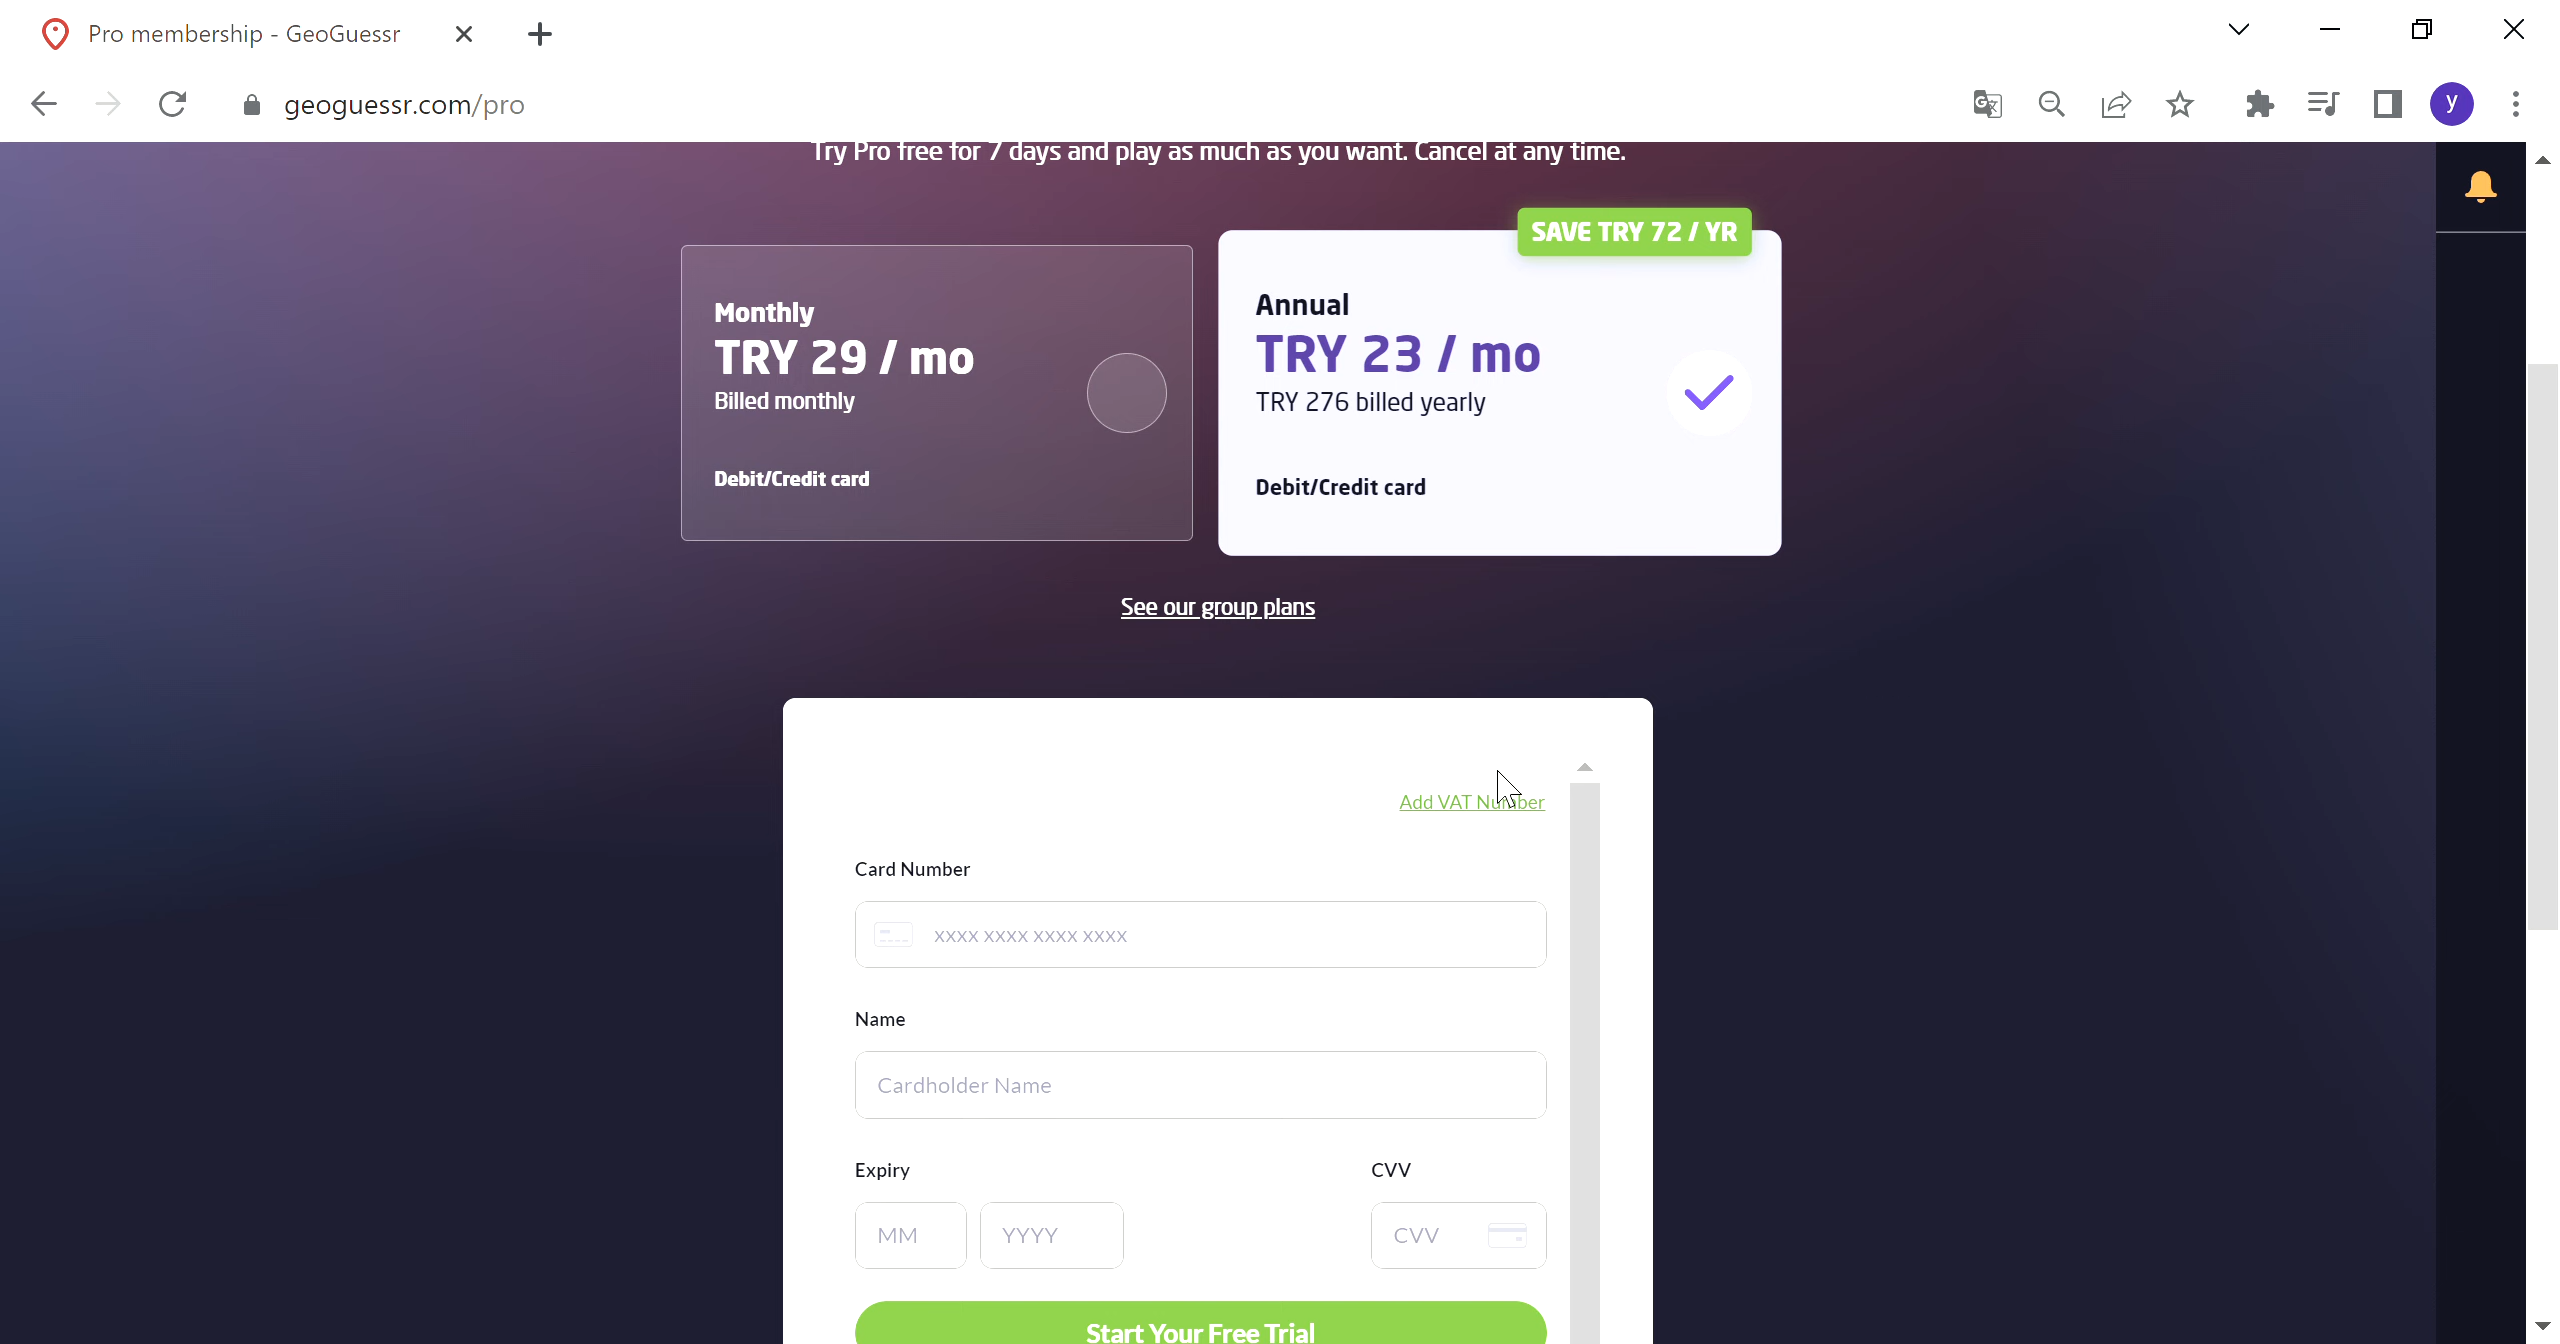 Pro membership - GeoGuessr
geoguessr.com/pro
y
Try Pro free for 7 days and play as much as you want. Cancel at any time.
SAVE TRY 72 / YR
Monthly
TRY 29 / mo
Billed monthly
Debit/Credit card
Annual
TRY 23 / mo
TRY 276 billed yearly
Debit/Credit card
See our group plans
Add VAT Number
Card Number
xxxx xxxx xxxx xxxx
Name
Cardholder Name
Expiry
CVV
MM
YYYY
CVV
Start Your Free Trial